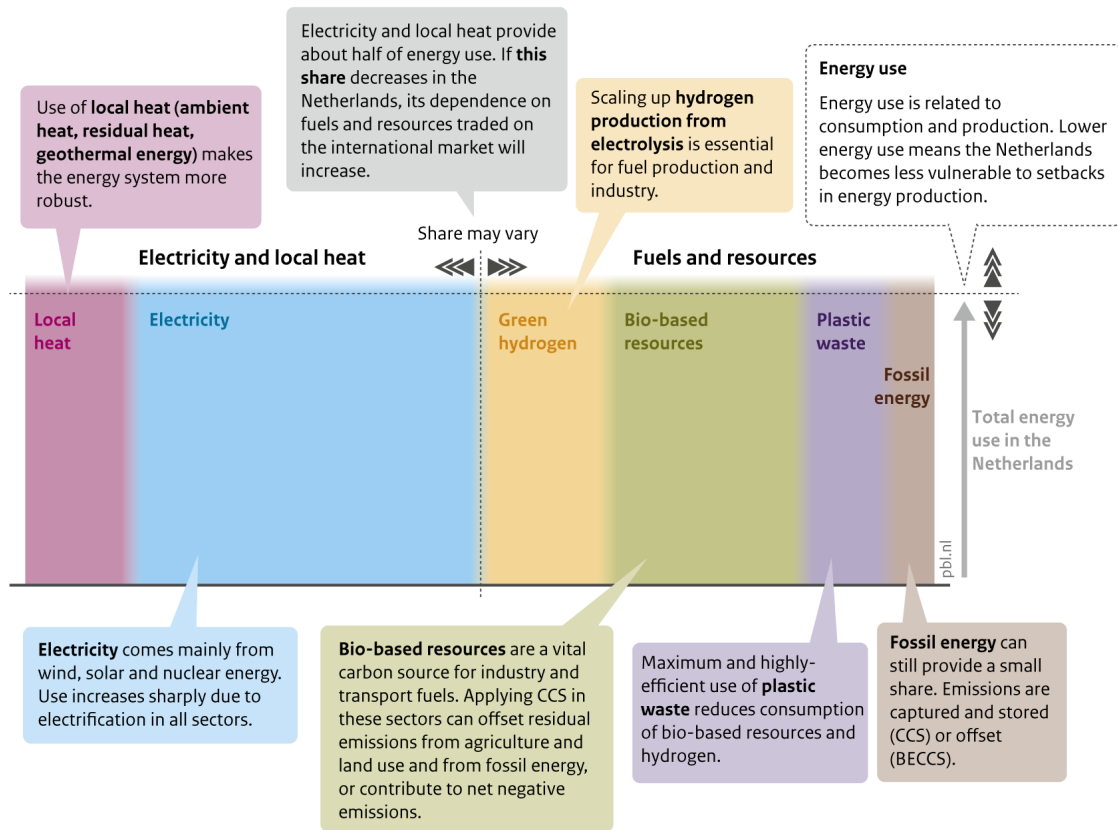 Electricity and local heat provide
about half of energy use. If this
share decreases in the
Netherlands, its dependence on
fuels and resources traded on
the international market will
increase.
Energy use
Energy use is related to
consumption and production. Lower
energy use means the Netherlands
becomes less vulnerable to setbacks
in energy production.
Use of local heat (ambient
heat, residual heat,
geothermal energy) makes
the energy system more
robust.
Scaling up hydrogen
production from
electrolysis is essential
for fuel production and
industry.
Share may vary
Electricity and local heat
Fuels and resources
Local
heat
Electricity
Green
hydrogen
Bio-based
resources
Plastic
waste
Fossil
energy
Total energy
use in the
Netherlands
pbl.nl
Electricity comes mainly from
wind, solar and nuclear energy.
Use increases sharply due to
electrification in all sectors.
Bio-based resources are a vital
carbon source for industry and
transport fuels. Applying CCS in
these sectors can offset residual
emissions from agriculture and
land use and from fossil energy,
or contribute to net negative
emissions.
Maximum and highly-
efficient use of plastic
waste reduces consumption
of bio-based resources and
hydrogen.
Fossil energy can
still provide a small
share. Emissions are
captured and stored
(CCS) or offset
(BECCS).